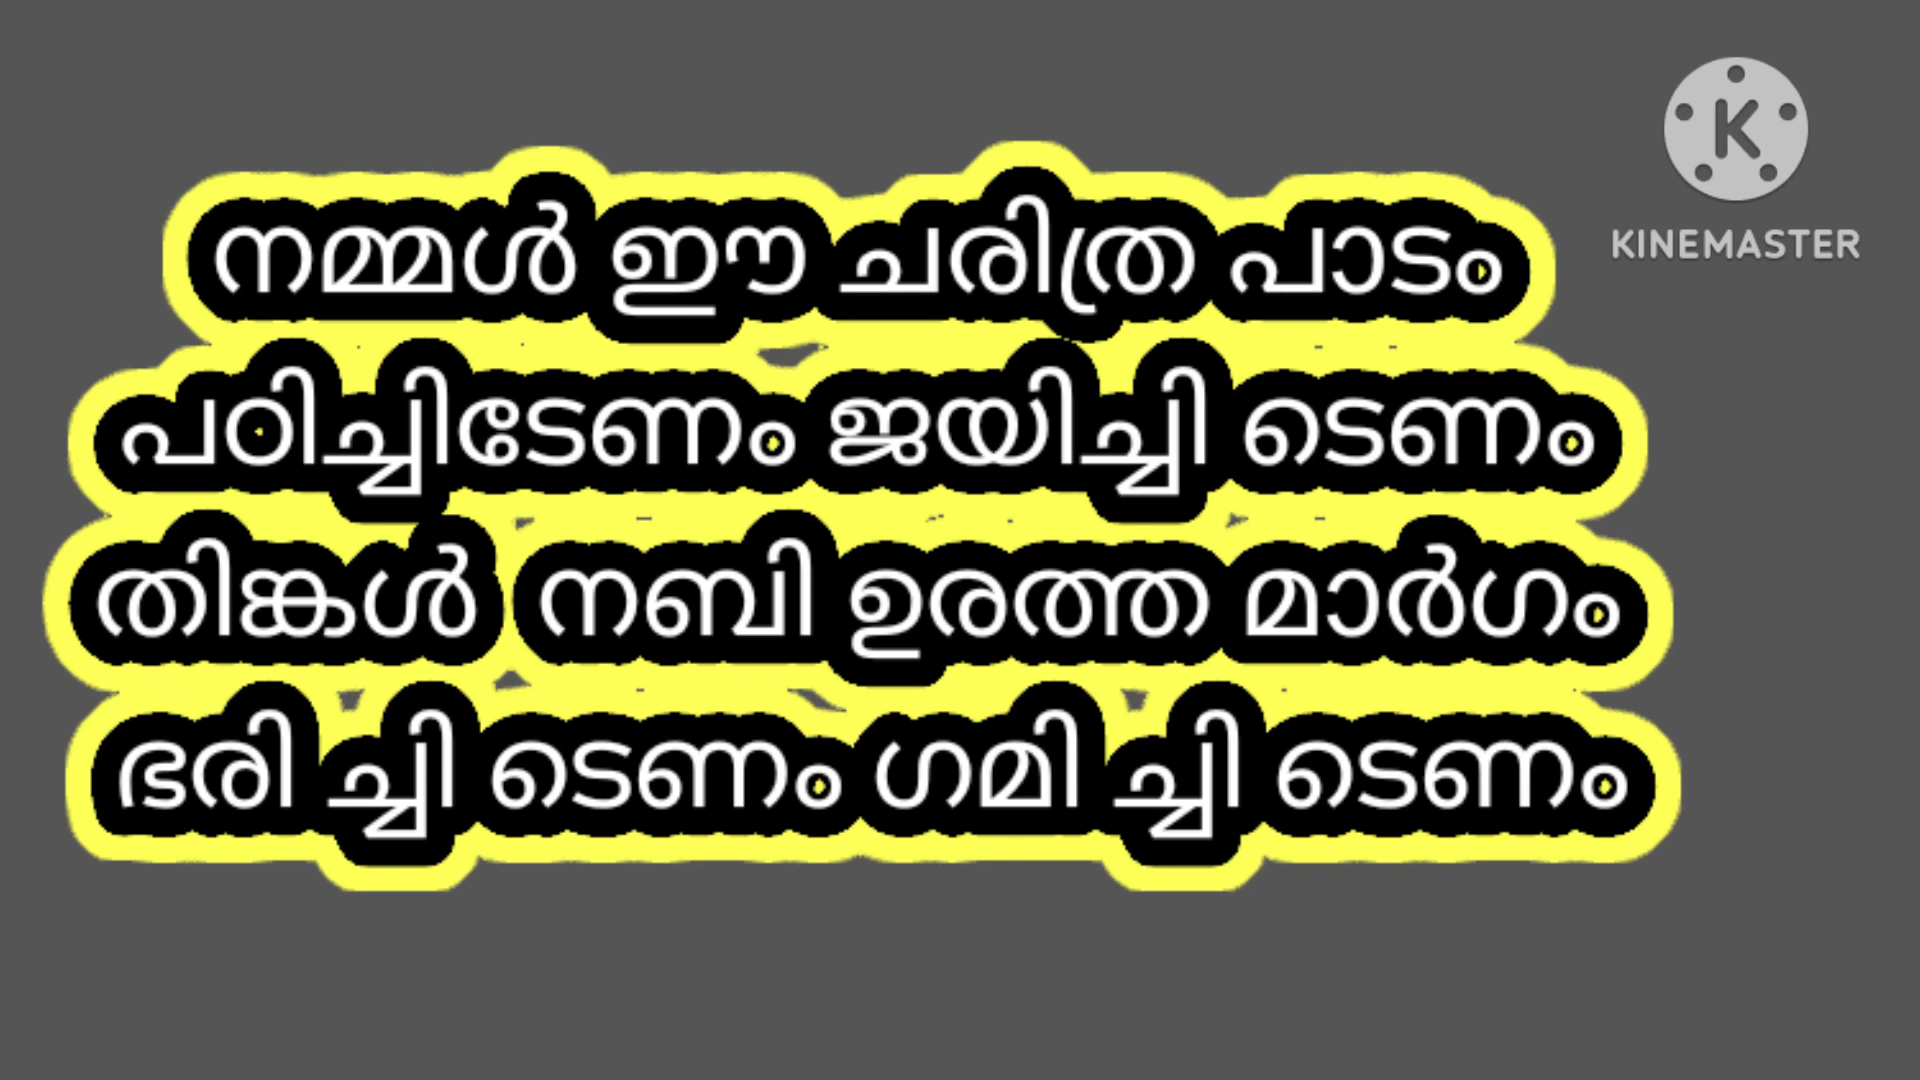 നമ്മൾ ഈ ചരിത്ര പാടം
KINEMASTER
പഠിച്ചിടേണം ജയിച്ചി ടെണം
തിങ്കൾ നബി ഉരത്ത മാർഗം
ഭരി ച്ചി ടെണം ഗമി ച്ചി ടെണം